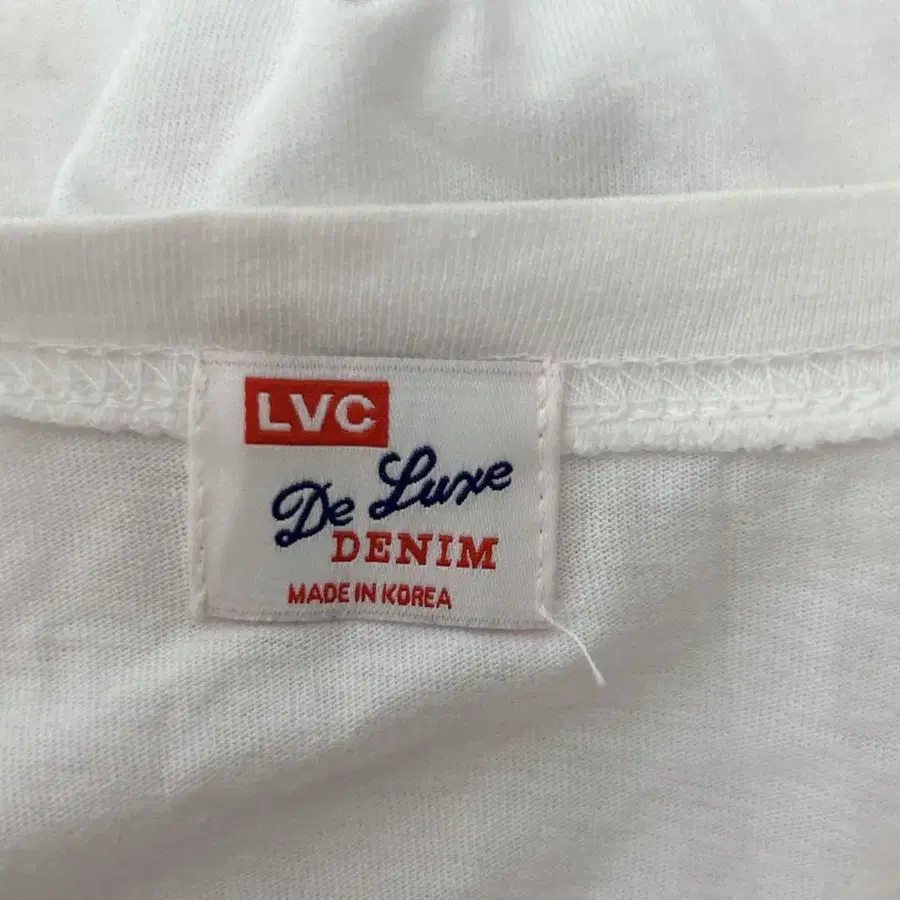 LVC
De Luxe
DENIM
MADE IN KOREA